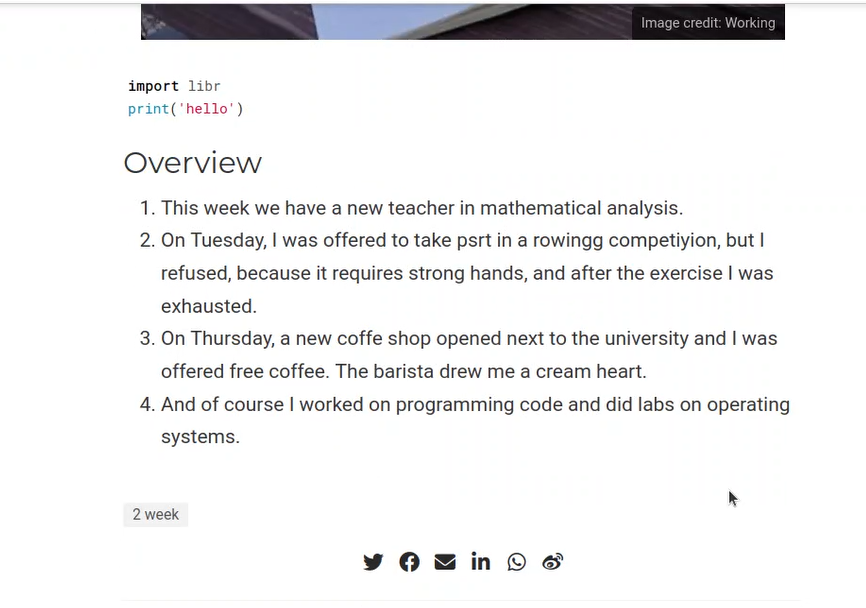 Image credit: Working
import libr
print('hello')
Overview
1. This week we have a new teacher in mathematical analysis.
2. On Tuesday, I was offered to take psrt in a rowingg competiyion, but I
refused, because it requires strong hands, and after the exercise I was
exhausted.
3. On Thursday, a new coffe shop opened next to the university and I was
offered free coffee. The barista drew me a cream heart.
4. And of course I worked on programming code and did labs on operating
systems.
2 week